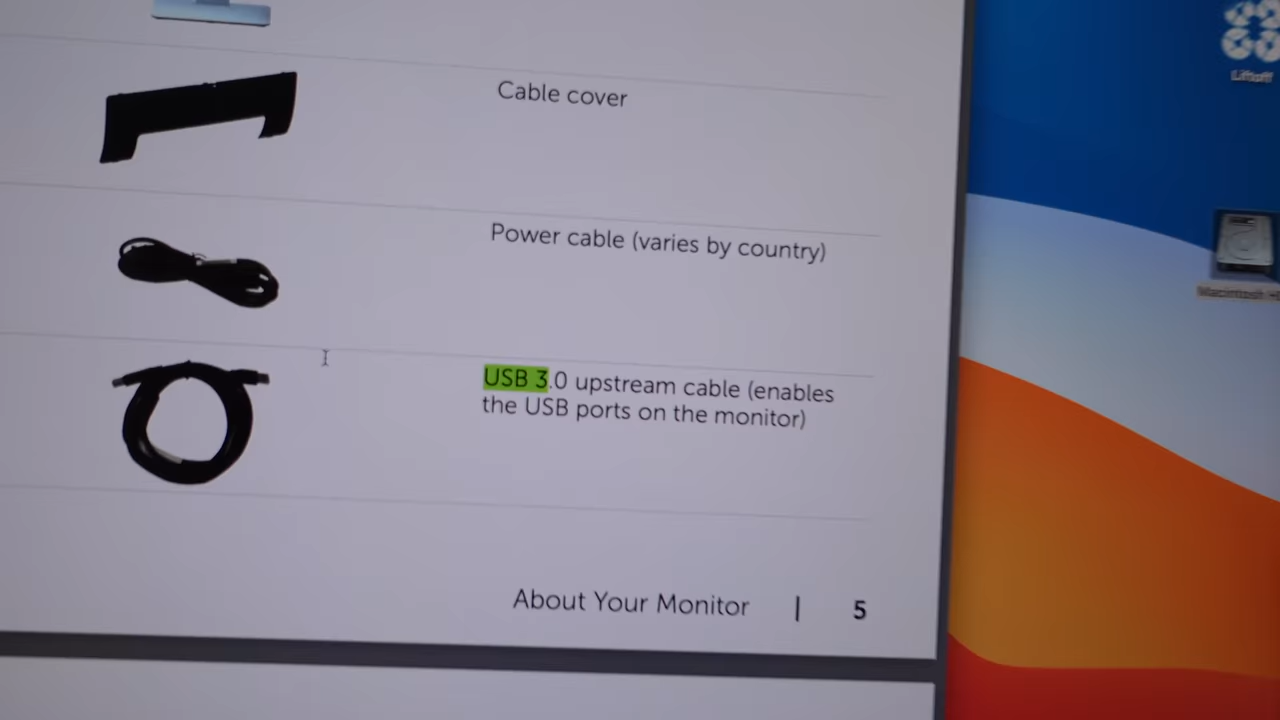 Liftoff
Cable cover
Power cable (varies by country)
Macintosh
USB 3.0 upstream cable (enables
the USB ports on the monitor)
About Your Monitor | 5